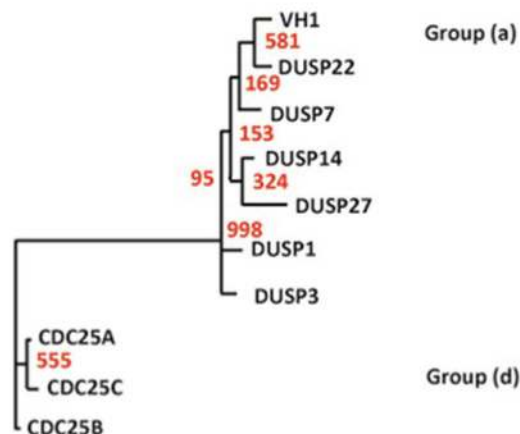 VH1
Group (a)
581
DUSP22
169
DUSP7
153
DUSP14
95
324
DUSP27
998
DUSP1
DUSP3
CDC25A
555
CDC25C
Group (d)
CDC25B